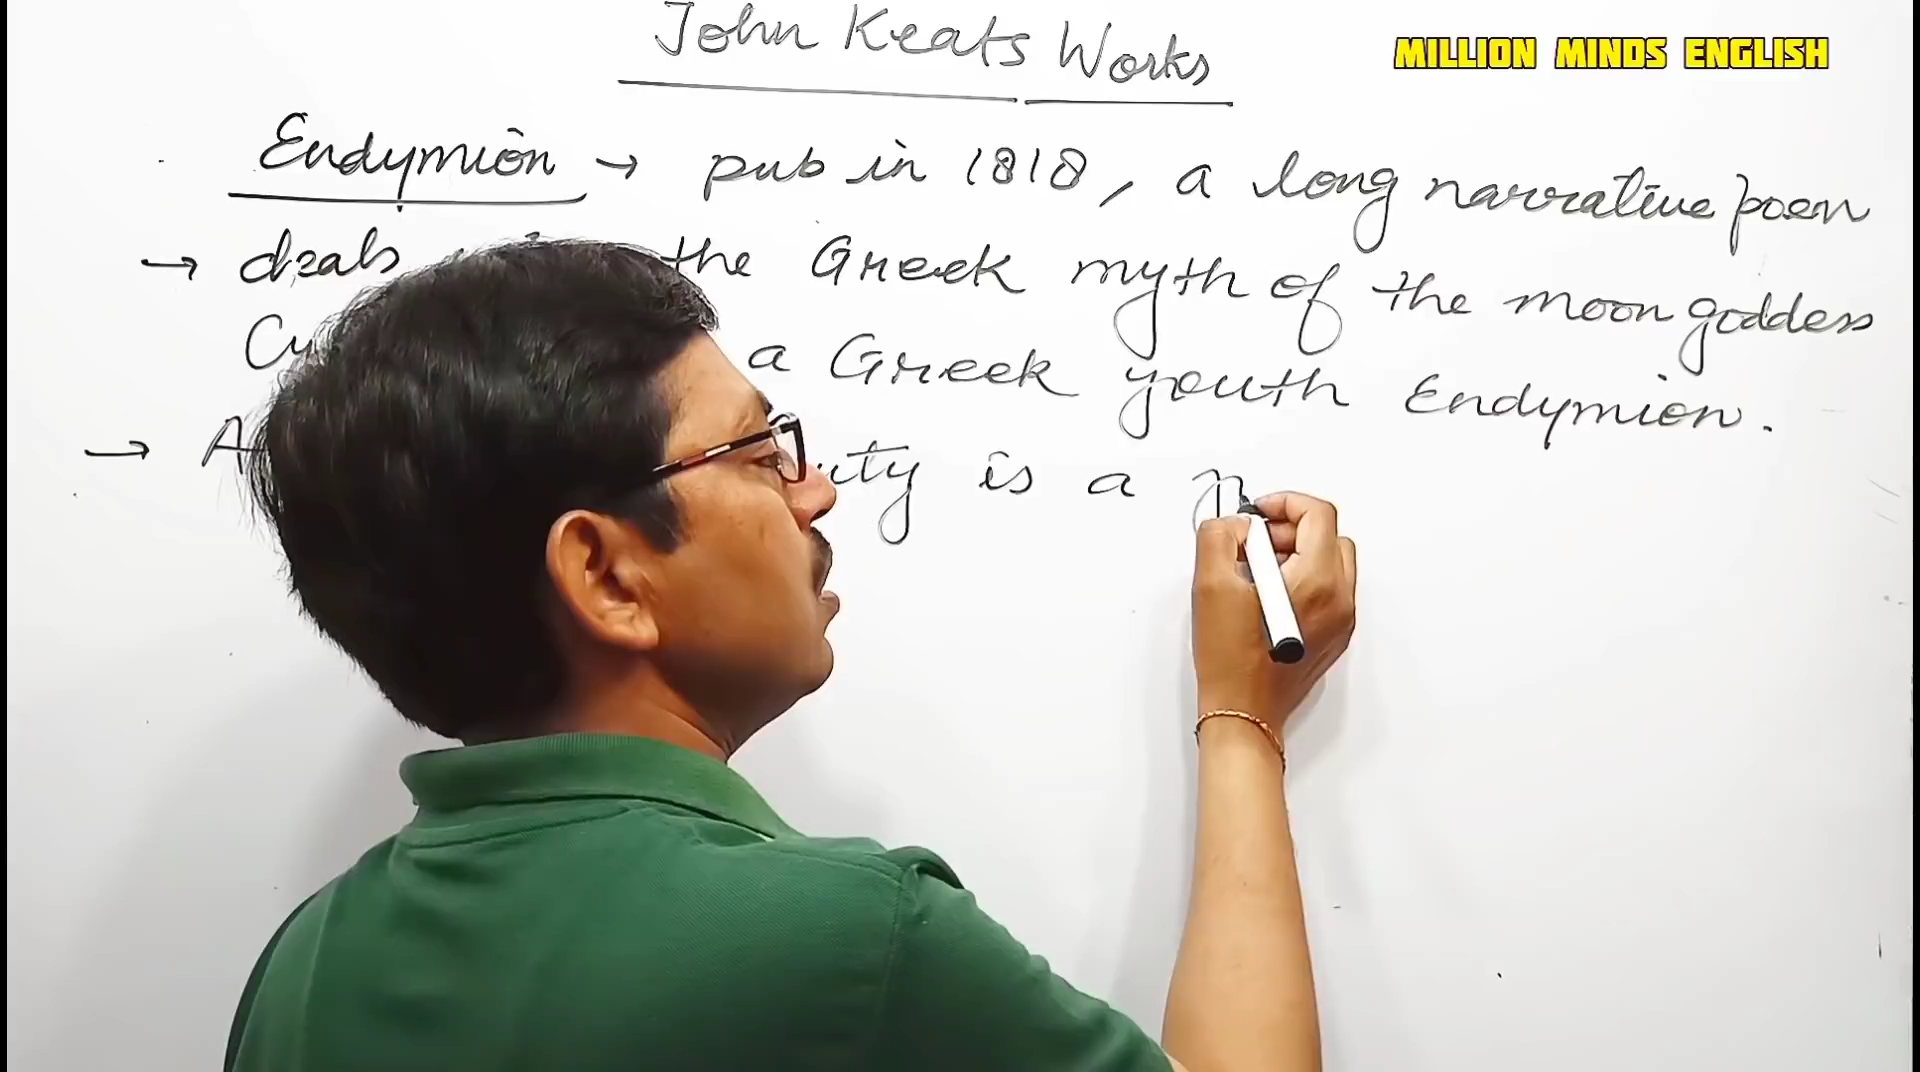 John Keats Works
MILLION MINDS ENGLISH
Endymion → pub in 1818, a long narrative poem
→ deals the Greek myth of the moon goddess
a Greek youth Endymion.
→ A is a